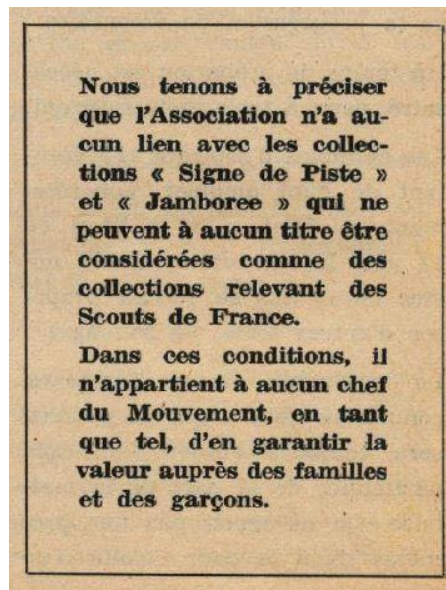 Nous tenons à préciser
que l'Association n'a au-
cun lien avec les collec-
tions « Signe de Piste »
et « Jamboree » qui ne
peuvent à aucun titre être
considérées comme des
collections relevant des
Scouts de France.
Dans ces conditions, il
n'appartient à aucun chef
du Mouvement, en tant
que tel, d'en garantir la
valeur auprès des familles
et des garçons.